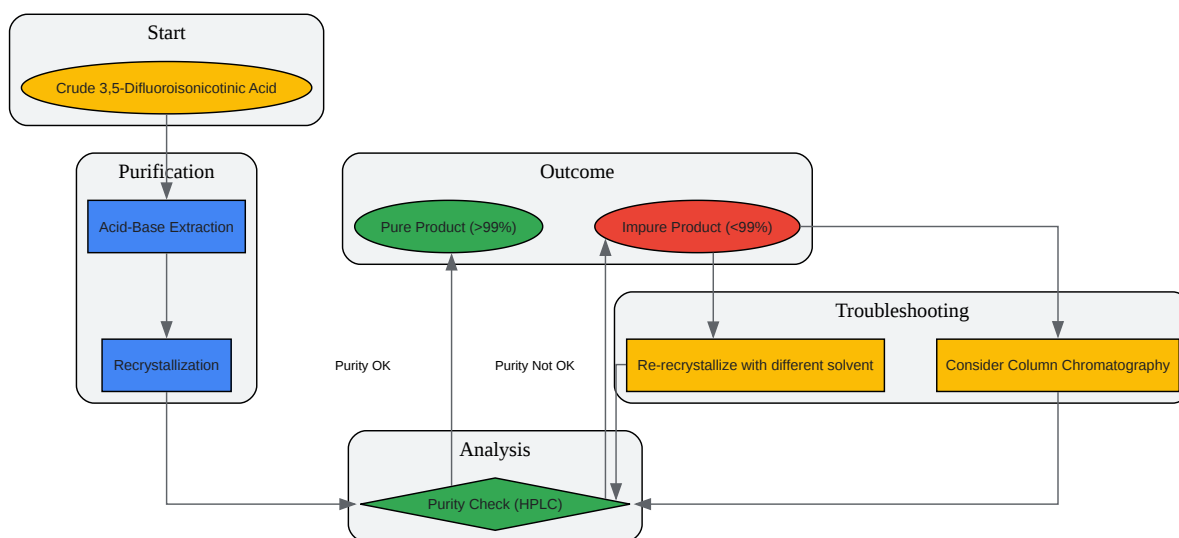 Start
Crude 3,5-Difluoroisonicotinic Acid
Purification
Acid-Base Extraction
Recrystallization
Outcome
Pure Product (>99%)
Impure Product (<99%)
Troubleshooting
Re-recrystallize with different solvent
Consider Column Chromatography
Purity OK
Purity Not OK
Analysis
Purity Check (HPLC)